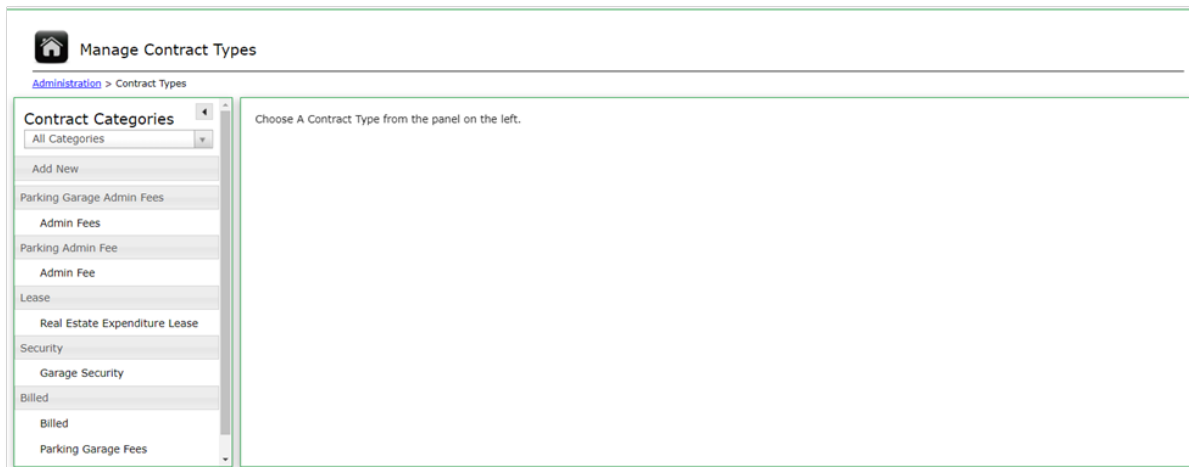 Manage Contract Types
Administration > Contract Types
Contract Categories
All Categories
Add New
Parking Garage Admin Fees
Admin Fees
Parking Admin Fee
Admin Fee
Lease
Real Estate Expenditure Lease
Security
Garage Security
Billed
Billed
Parking Garage Fees
Choose A Contract Type from the panel on the left.